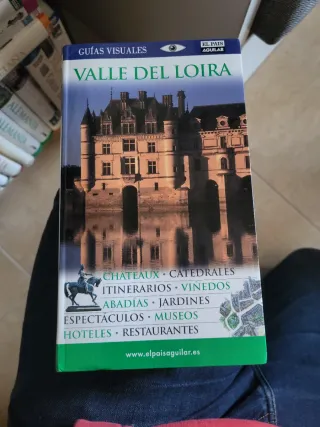 GUÍAS VISUALES
EL PAIS
AGUILAR
VALLE DEL LOIRA
CHATEAUX · CATEDRALES
ITINERARIOS · VIÑEDOS
ABADÍAS · JARDINES
ESPECTÁCULOS · MUSEOS
HOTELES · RESTAURANTES
www.elpaisaguilar.es